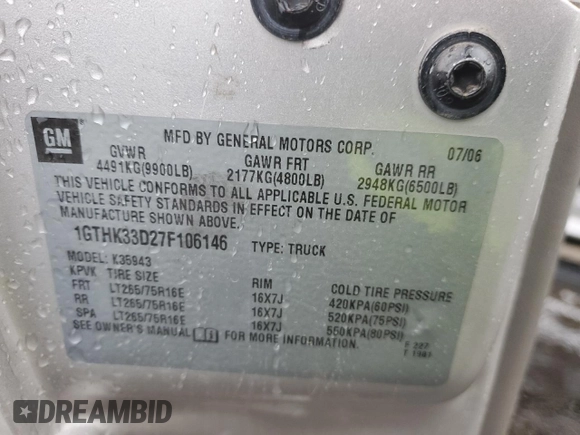 GM
MFD BY GENERAL MOTORS CORP. 07/06
GVWR GAWR FRT GAWR RR
4491KG(9900LB) 2177KG(4800LB) 2948KG(6500LB)
THIS VEHICLE CONFORMS TO ALL APPLICABLE U.S. FEDERAL MOTOR
VEHICLE SAFETY STANDARDS IN EFFECT ON THE DATE OF
MANUFACTURE SHOWN ABOVE.
1GTHK33D27F106146 TYPE: TRUCK
MODEL: K35943
KPVK TIRE SIZE RIM COLD TIRE PRESSURE
FRT LT265/75R16E 16X7J 420KPA(60PSI)
RR LT265/75R16E 16X7J 520KPA(75PSI)
SPA LT265/75R16E 16X7J 550KPA(80PSI)
SEE OWNER'S MANUAL FOR MORE INFORMATION.
DREAMBID